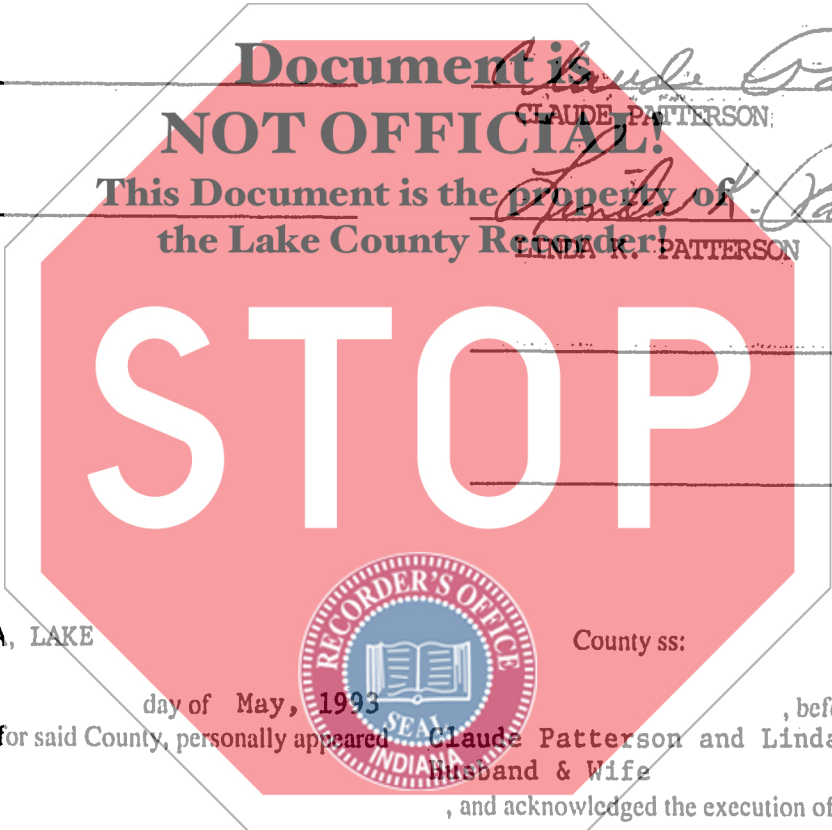 Document is
NOT OFFICIAL!
This Document is the property of
the Lake County Recorder!
Claude
CLAUDE PATTERSON
Linda K.
LINDA K. PATTERSON
STOP
RECORDER'S OFFICE
SEAL
INDIANA
, LAKE County ss:
day of May, 1993 , bef
for said County, personally appeared Claude Patterson and Linda
Husband & Wife
, and acknowledged the execution of